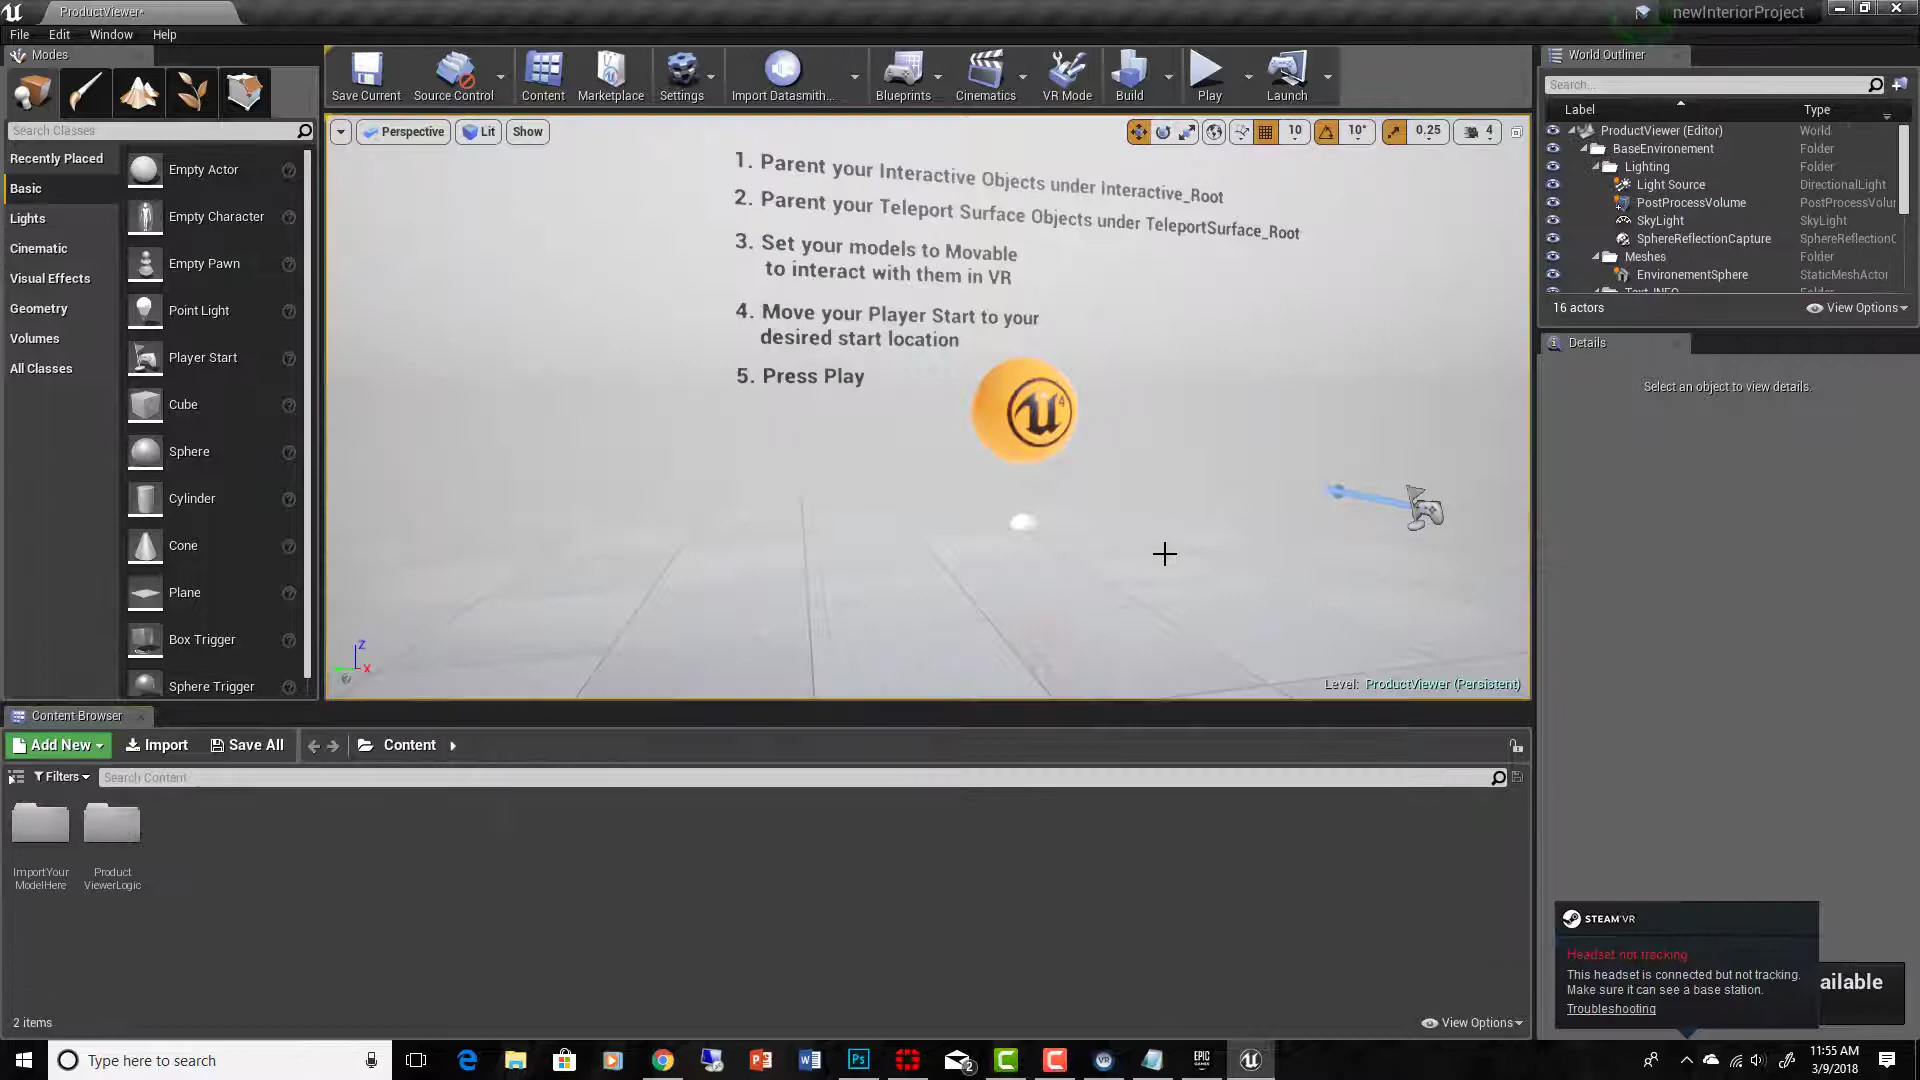 ProductViewer*
newInteriorProject
File Edit Window Help
Modes
Search Classes
Recently Placed
Basic
Lights
Cinematic
Visual Effects
Geometry
Volumes
All Classes
Empty Actor
Empty Character
Empty Pawn
Point Light
Player Start
Cube
Sphere
Cylinder
Cone
Plane
Box Trigger
Sphere Trigger
Save Current
Source Control
Content
Marketplace
Settings
Import Datasmith...
Blueprints
Cinematics
VR Mode
Build
Play
Launch
Perspective
Lit
Show
10
10°
0.25
4
1. Parent your Interactive Objects under Interactive_Root
2. Parent your Teleport Surface Objects under TeleportSurface_Root
3. Set your models to Movable
to interact with them in VR
4. Move your Player Start to your
desired start location
5. Press Play
4
Z
X
Level: ProductViewer (Persistent)
World Outliner
Search...
Label Type
ProductViewer (Editor) World
BaseEnvironement Folder
Lighting Folder
Light Source DirectionalLight
PostProcessVolume PostProcessVolu
SkyLight SkyLight
SphereReflectionCapture SphereReflectionC
Meshes Folder
EnvironementSphere StaticMeshActor
16 actors View Options
Details
Select an object to view details.
Content Browser
Add New Import Save All Content
Filters Search Content
ImportYour
ModelHere
Product
ViewerLogic
2 items
View Options
STEAM VR
Headset not tracking
This headset is connected but not tracking.
Make sure it can see a base station.
Troubleshooting
ailable
Type here to search
2
EPIC
GAMES
11:55 AM
3/9/2018